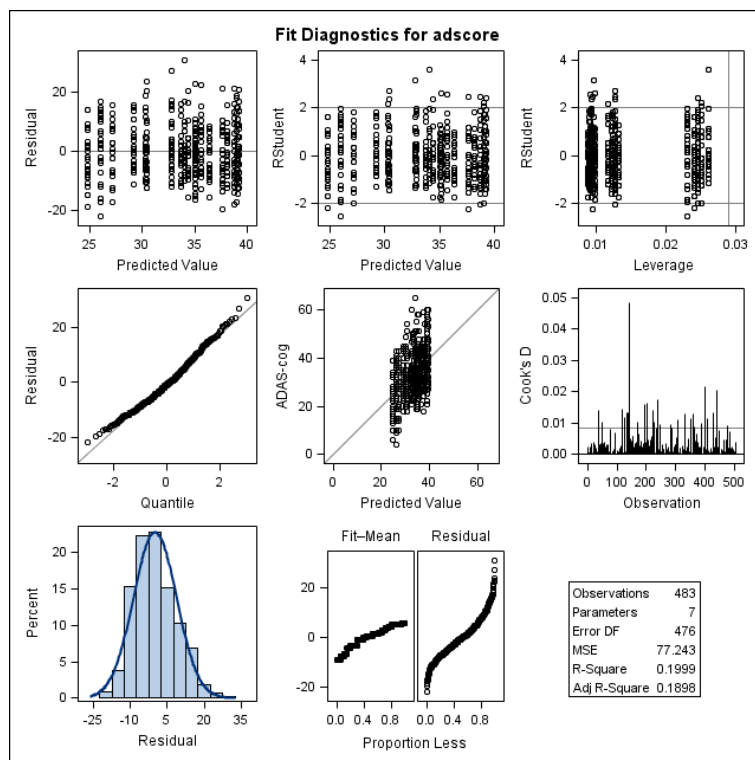 Fit Diagnostics for adscore
Residual
20
0
-20
25 30 35 40
Predicted Value
RStudent
4
2
0
-2
25 30 35 40
Predicted Value
RStudent
4
2
0
-2
0.01 0.02 0.03
Leverage
Residual
20
0
-20
-2 0 2
Quantile
ADAS-cog
60
40
20
0
0 20 40 60
Predicted Value
Cook's D
0.05
0.04
0.03
0.02
0.01
0.00
0 100 200 300 400 500
Observation
Percent
20
15
10
5
0
-25 -10 5 20 35
Residual
Fit–Mean Residual
20
0
-20
0.0 0.4 0.8 0.0 0.4 0.8
Proportion Less
Observations 483
Parameters 7
Error DF 476
MSE 77.243
R-Square 0.1999
Adj R-Square 0.1898